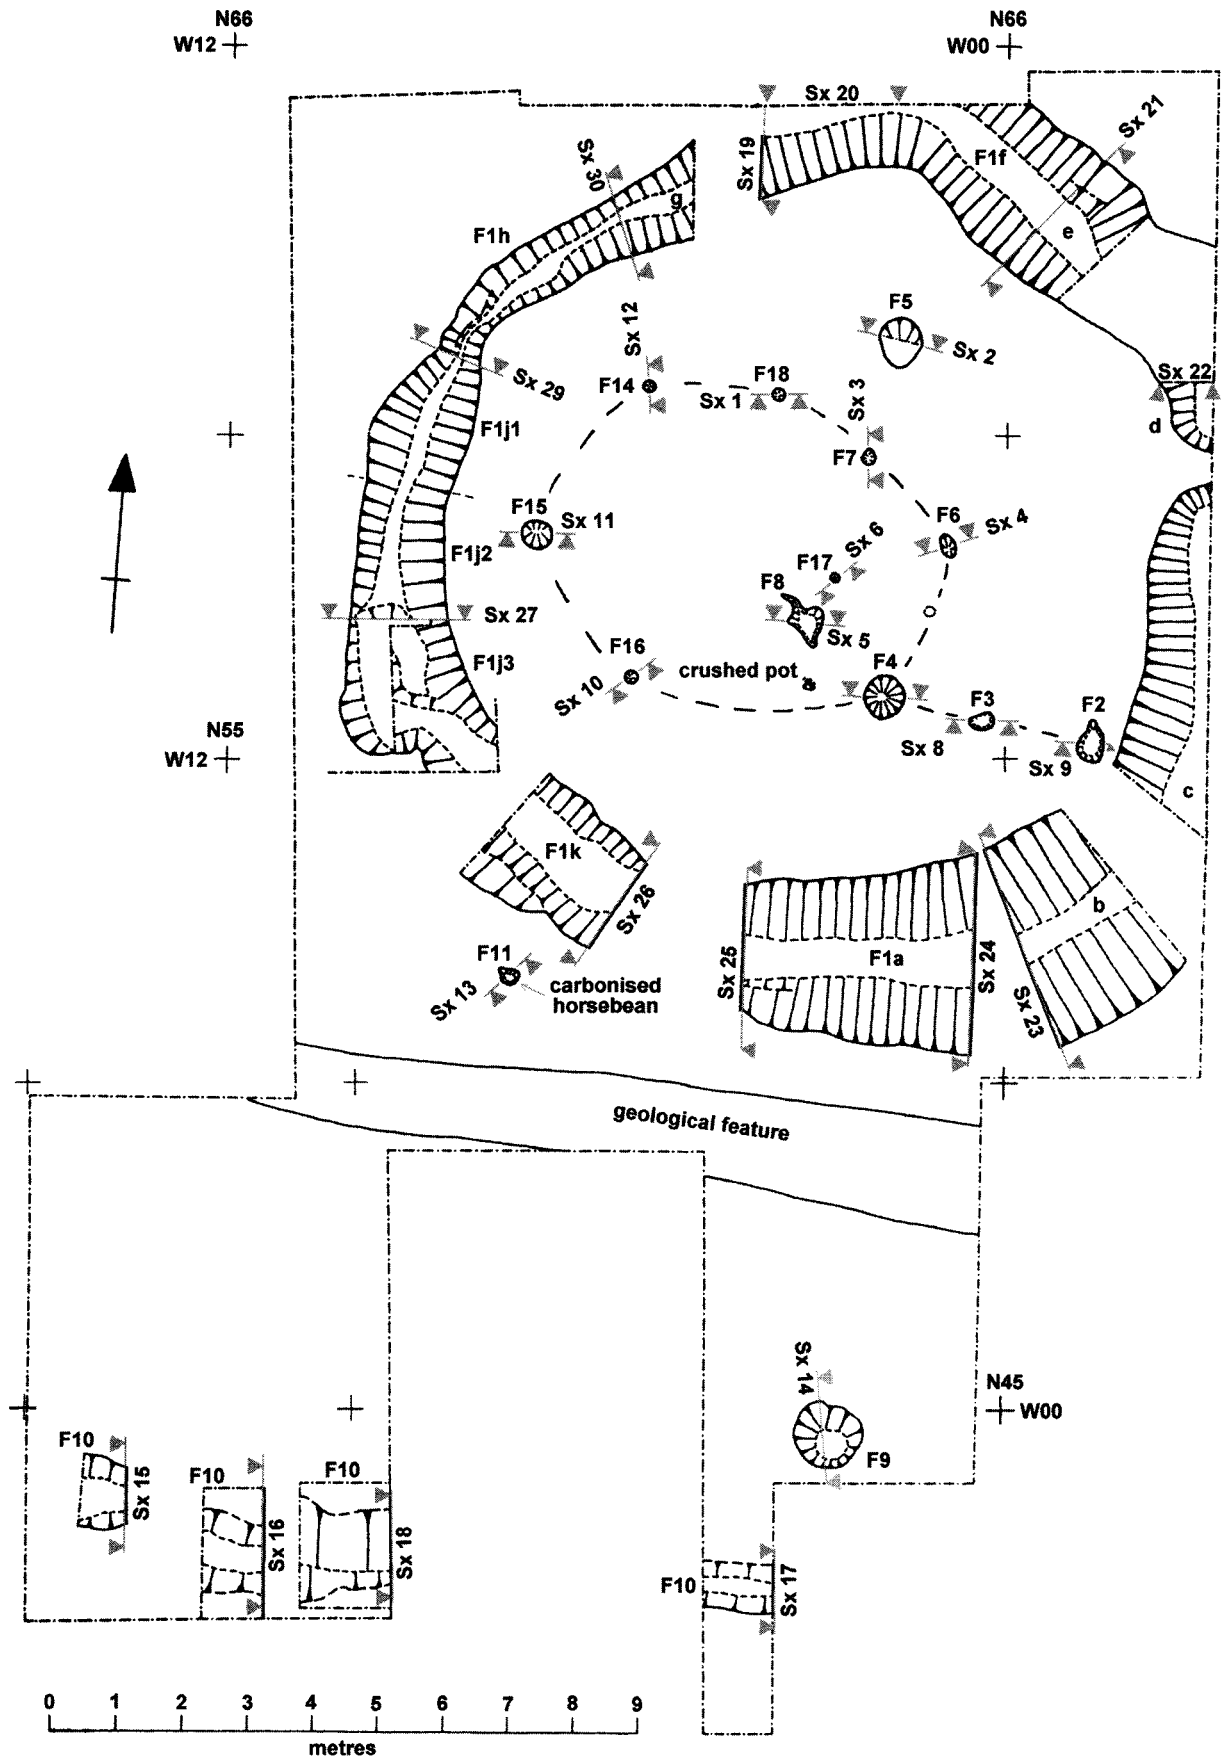 N66
W12
N66
W00
Sx 20
Sx 21
Sx 19
F1f
Sx 30
g
e
F1h
F5
Sx 2
Sx 12
Sx 29
F14
F18
Sx 1
Sx 3
Sx 22
d
F1j1
F7
F15
Sx 11
F6
Sx 4
F1j2
Sx 6
F17
F8
Sx 27
Sx 5
F16
F1j3
crushed pot
F4
Sx 10
F3
F2
N55
W12
Sx 8
Sx 9
c
F1k
Sx 26
b
F11
Sx 25
F1a
Sx 24
Sx 13
carbonised
horsebean
Sx 23
geological feature
Sx 14
N45
W00
F10
F10
F10
F9
Sx 15
Sx 16
Sx 18
F10
Sx 17
0 1 2 3 4 5 6 7 8 9
metres